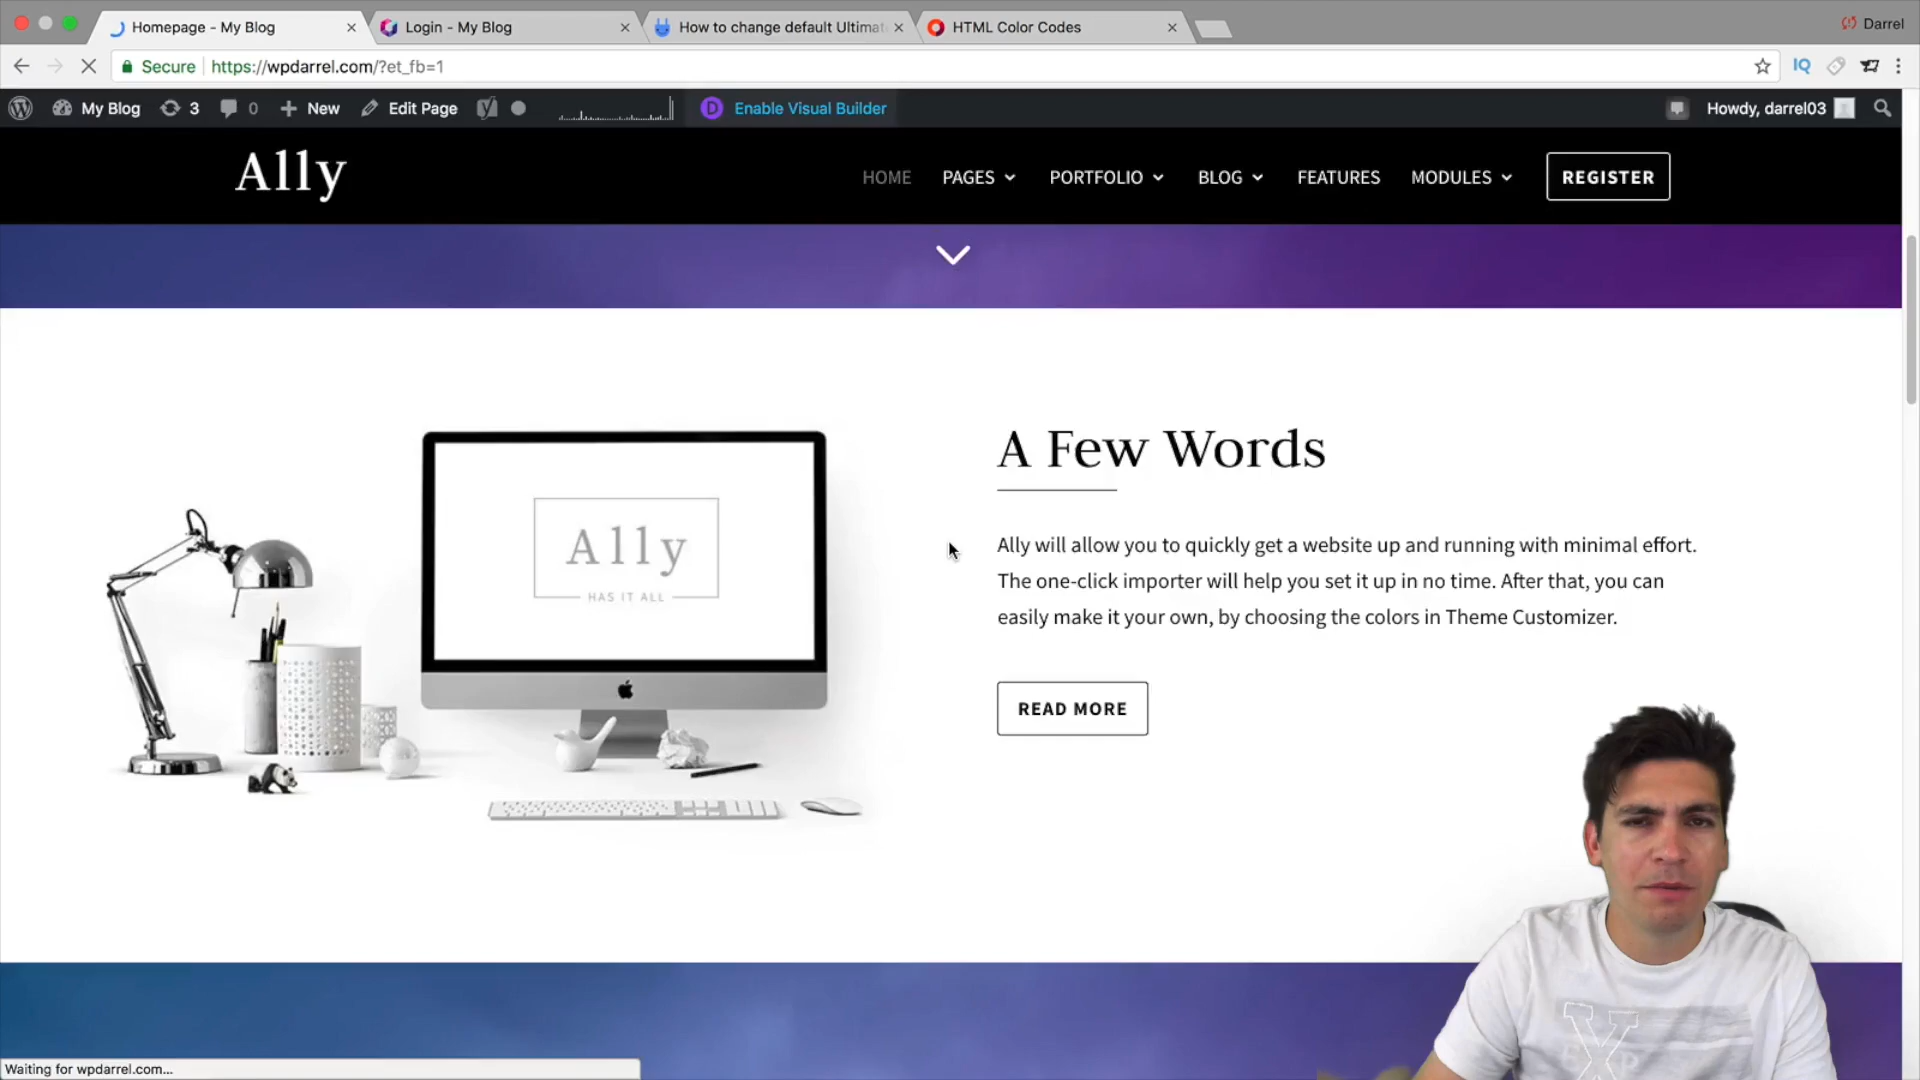 Homepage - My Blog
Login - My Blog
How to change default Ultimat
HTML Color Codes
Darrel
Secure
https://wpdarrel.com/?et_fb=1
My Blog
3
0
New
Edit Page
D
Enable Visual Builder
Howdy, darrel03
Ally
HOME
PAGES
PORTFOLIO
BLOG
FEATURES
MODULES
REGISTER
A Few Words
Ally
HAS IT ALL
Ally will allow you to quickly get a website up and running with minimal effort.
The one-click importer will help you set it up in no time. After that, you can
easily make it your own, by choosing the colors in Theme Customizer.
READ MORE
Waiting for wpdarrel.com...